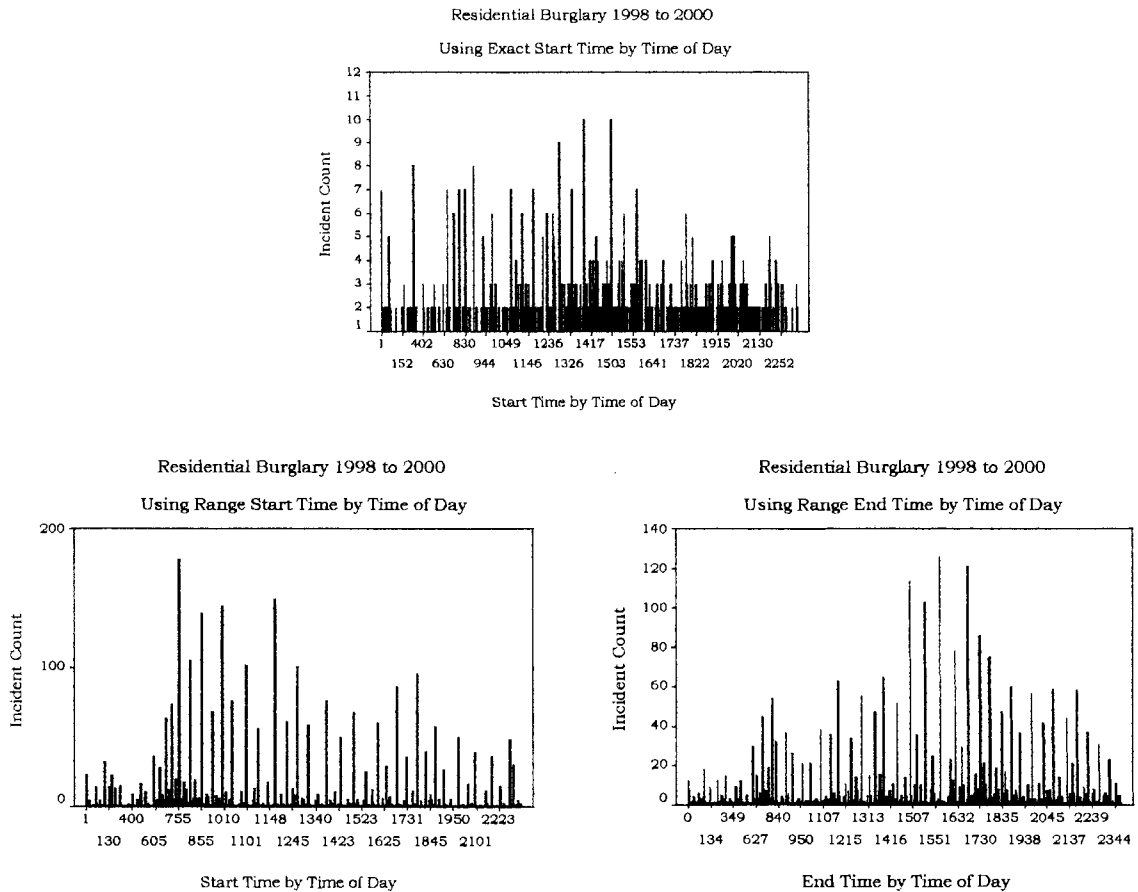 Residential Burglary 1998 to 2000
Using Exact Start Time by Time of Day
Incident Count
12
11
10
9
8
7
6
5
4
3
2
1
1 402 830 1049 1236 1417 1553 1737 1915 2130
152 630 944 1146 1326 1503 1641 1822 2020 2252
Start Time by Time of Day
Residential Burglary 1998 to 2000
Using Range Start Time by Time of Day
Incident Count
200
100
0
1 400 755 1010 1148 1340 1523 1731 1950 2223
130 605 855 1101 1245 1423 1625 1845 2101
Start Time by Time of Day
Residential Burglary 1998 to 2000
Using Range End Time by Time of Day
Incident Count
140
120
100
80
60
40
20
0
0 349 840 1107 1313 1507 1632 1835 2045 2239
134 627 950 1215 1416 1551 1730 1938 2137 2344
End Time by Time of Day